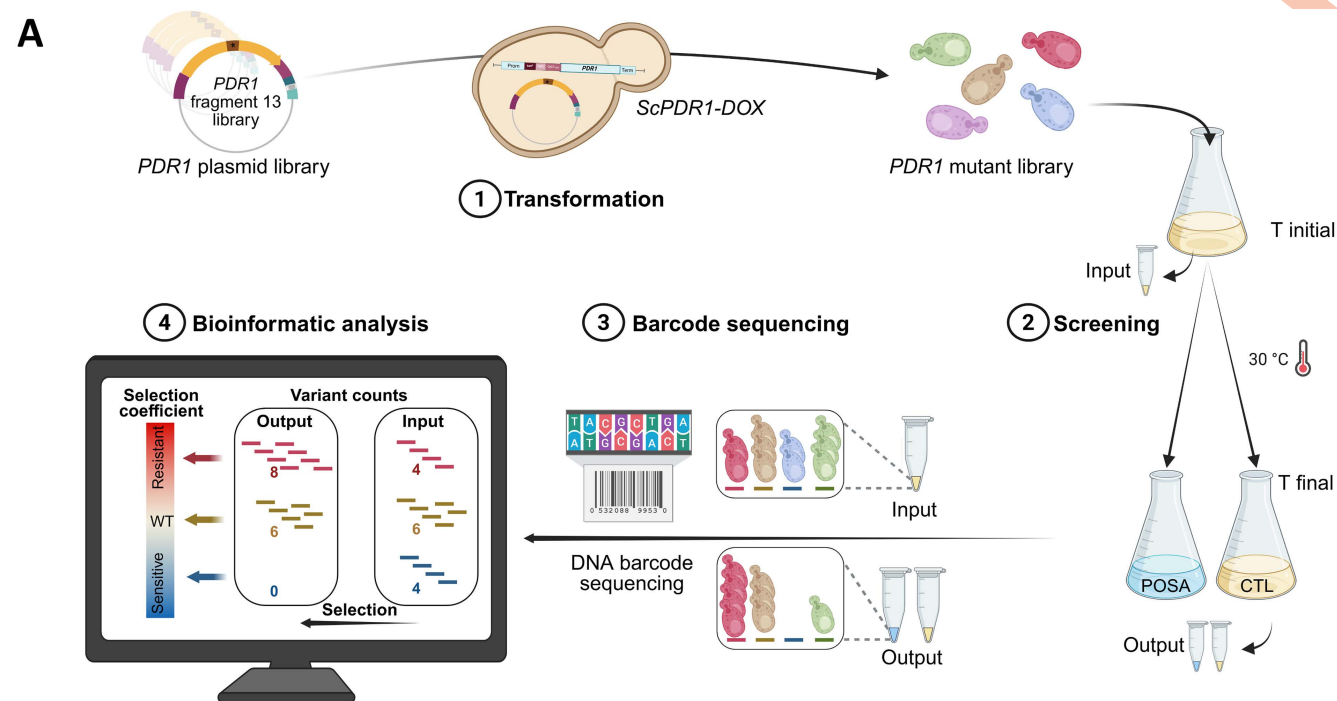 A
PDR1
fragment 13
library
PDR1 plasmid library
Prom
PDR1
Term
ScPDR1-DOX
PDR1 mutant library
1 Transformation
T initial
Input
4 Bioinformatic analysis
3 Barcode sequencing
2 Screening
30 °C
Selection
coefficient
Resistant
WT
Sensitive
Variant counts
Output
Input
8
4
6
6
0
4
Selection
T A C G C T G A
A T G C G A C T
0 532088 9953 0
DNA barcode
sequencing
Input
Output
T final
POSA
CTL
Output